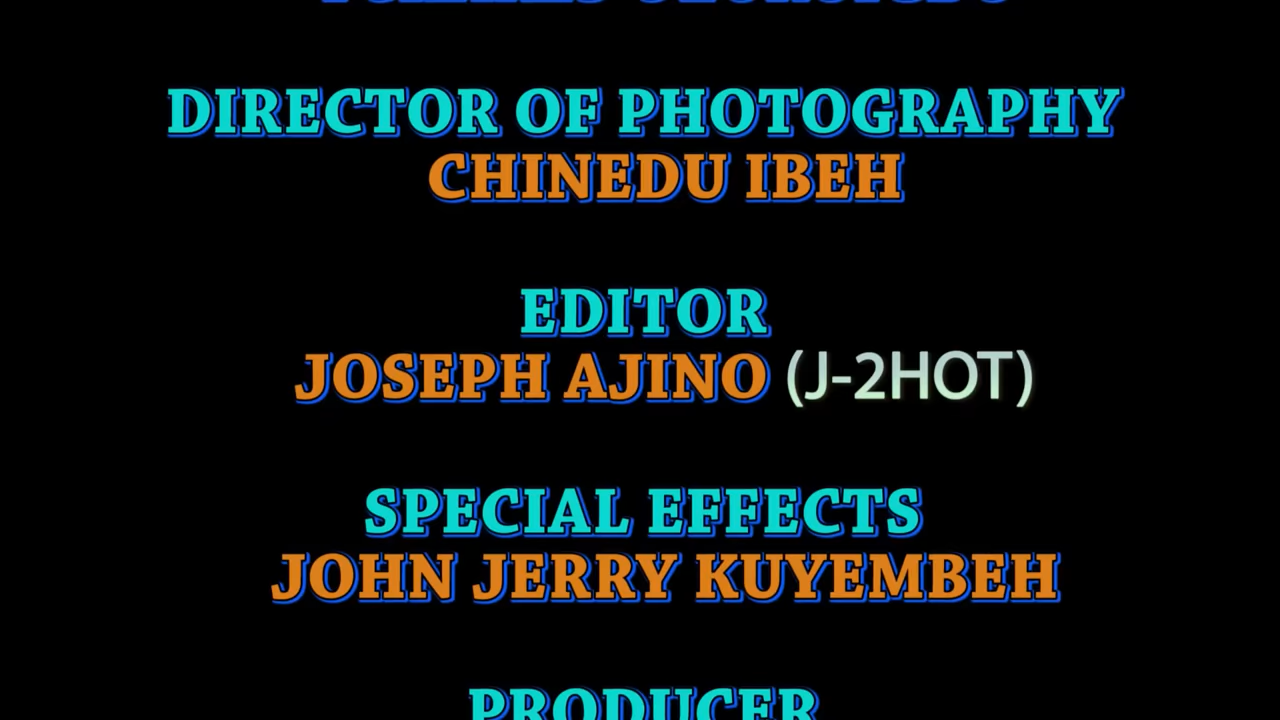 DIRECTOR OF PHOTOGRAPHY
CHINEDU IBEH
EDITOR
JOSEPH AJINO (J-2HOT)
SPECIAL EFFECTS
JOHN JERRY KUYEMBEH
PRODUCER